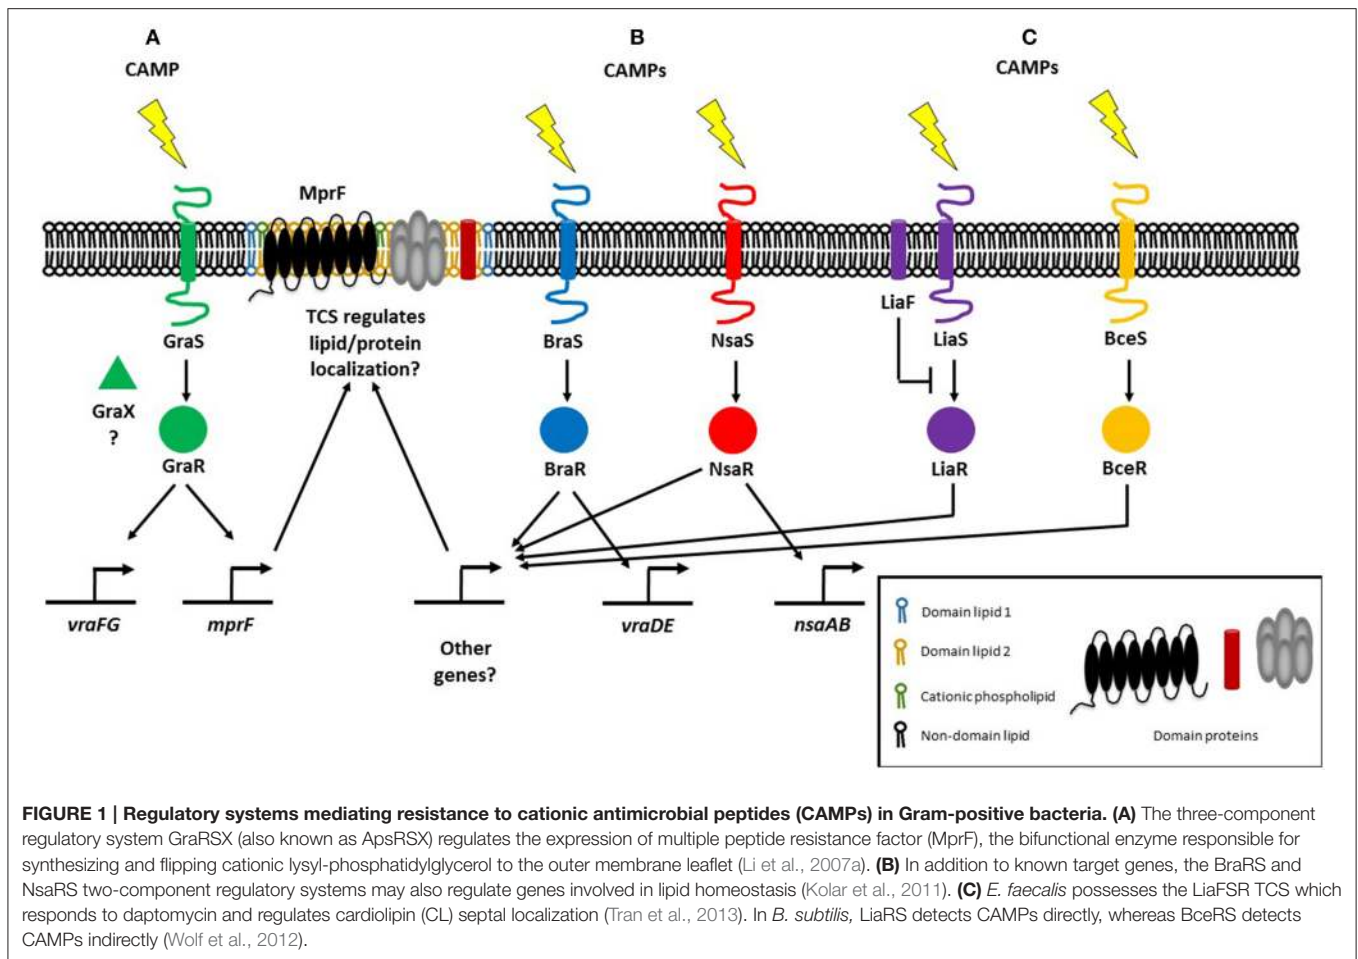 A
B
C
CAMP
CAMPs
CAMPs
MprF
TCS regulates
lipid/protein
localization?
GraS
BraS
NsaS
LiaF
LiaS
BceS
GraX
?
GraR
BraR
NsaR
LiaR
BceR
vraFG
mprF
Other
genes?
vraDE
nsaAB
Domain lipid 1
Domain lipid 2
Cationic phospholipid
Non-domain lipid
Domain proteins
FIGURE 1 | Regulatory systems mediating resistance to cationic antimicrobial peptides (CAMPs) in Gram-positive bacteria. (A) The three-component
regulatory system GraRSX (also known as ApsRSX) regulates the expression of multiple peptide resistance factor (MprF), the bifunctional enzyme responsible for
synthesizing and flipping cationic lysyl-phosphatidylglycerol to the outer membrane leaflet (Li et al., 2007a). (B) In addition to known target genes, the BraRS and
NsaRS two-component regulatory systems may also regulate genes involved in lipid homeostasis (Kolar et al., 2011). (C) E. faecalis possesses the LiaFSR TCS which
responds to daptomycin and regulates cardiolipin (CL) septal localization (Tran et al., 2013). In B. subtilis, LiaRS detects CAMPs directly, whereas BceRS detects
CAMPs indirectly (Wolf et al., 2012).